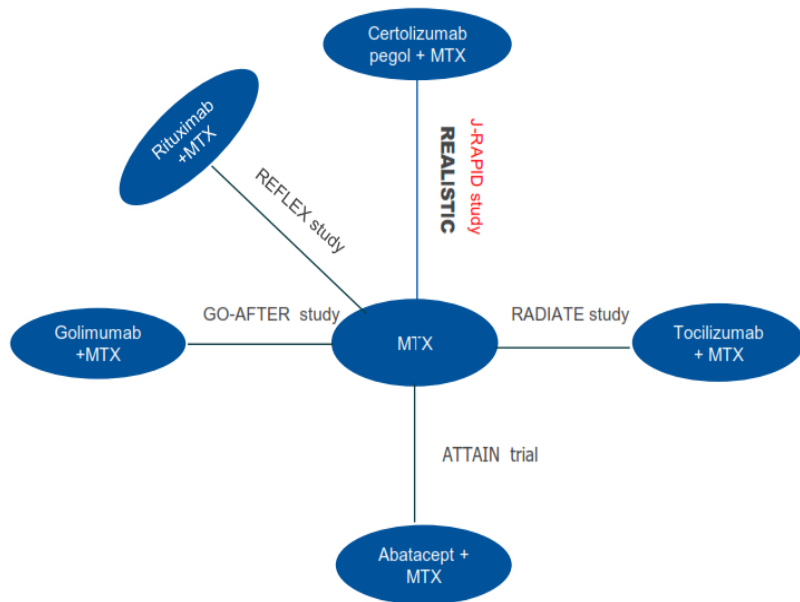 Certolizumab
pegol + MTX
Rituximab
+MTX
J-RAPID study
REALISTIC
REFLEX study
GO-AFTER study
RADIATE study
Golimumab
+MTX
MTX
Tocilizumab
+ MTX
ATTAIN trial
Abatacept +
MTX